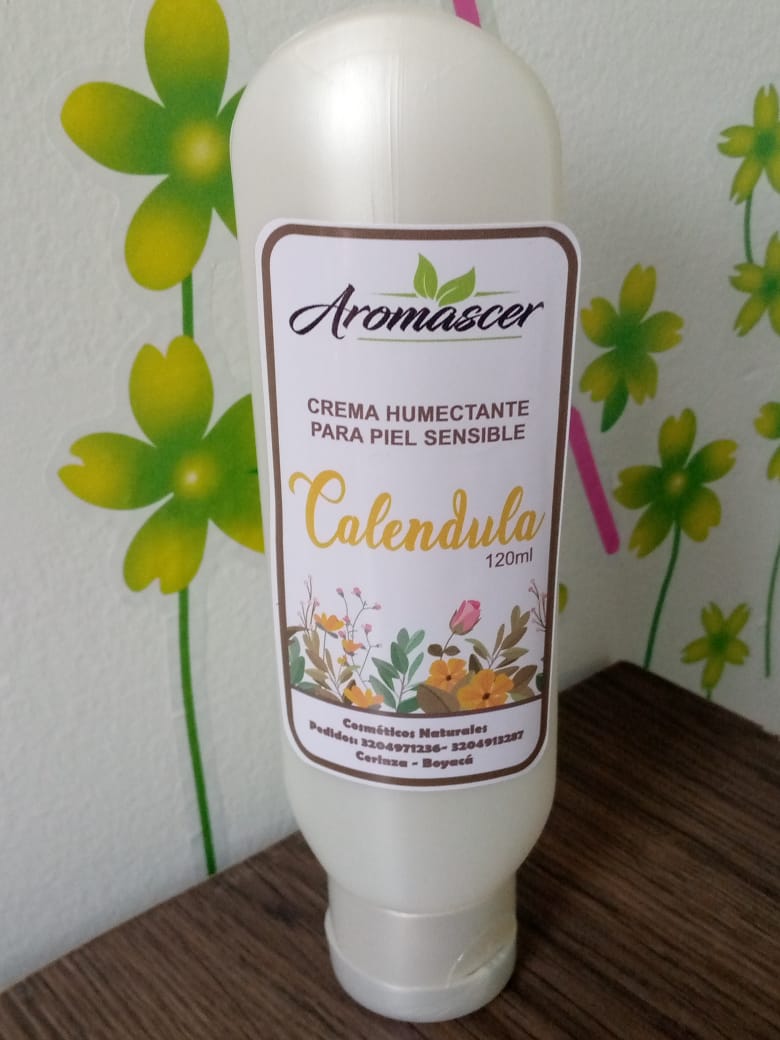 Aromascer
CREMA HUMECTANTE
PARA PIEL SENSIBLE
Calendula
120ml
Cosméticos Naturales
Pedidos: 3204971236- 3204913287
Cerinza - Boyacá